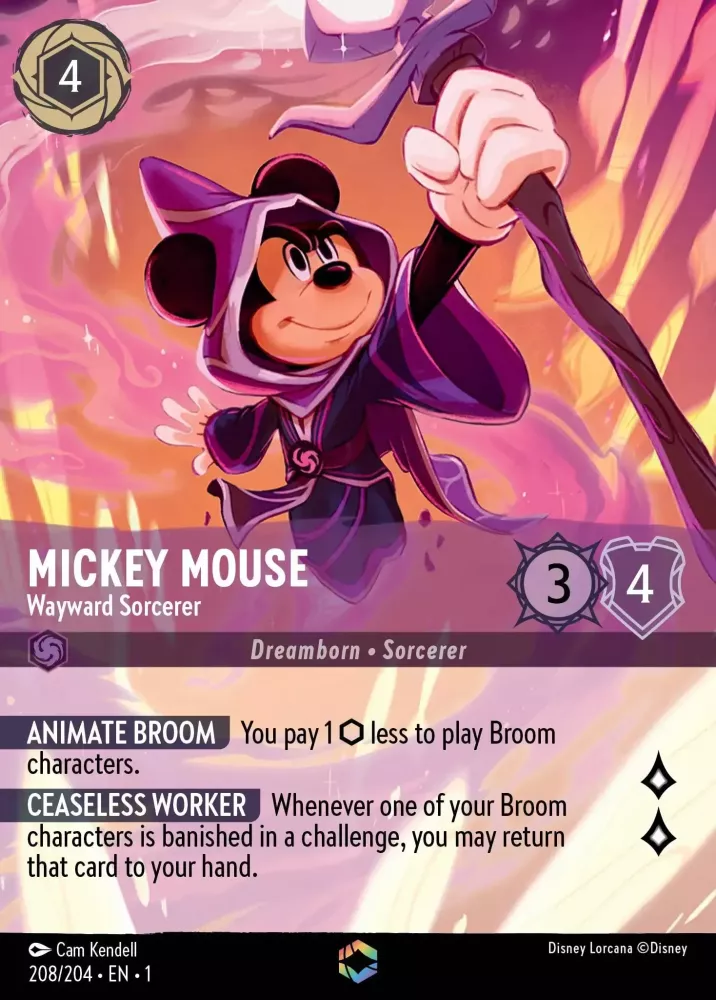 4
MICKEY MOUSE
Wayward Sorcerer
3
4
Dreamborn • Sorcerer
ANIMATE BROOM You pay 1 ⬡ less to play Broom
characters.
CEASELESS WORKER Whenever one of your Broom
characters is banished in a challenge, you may return
that card to your hand.
Cam Kendell
Disney Lorcana ©Disney
208/204 • EN • 1